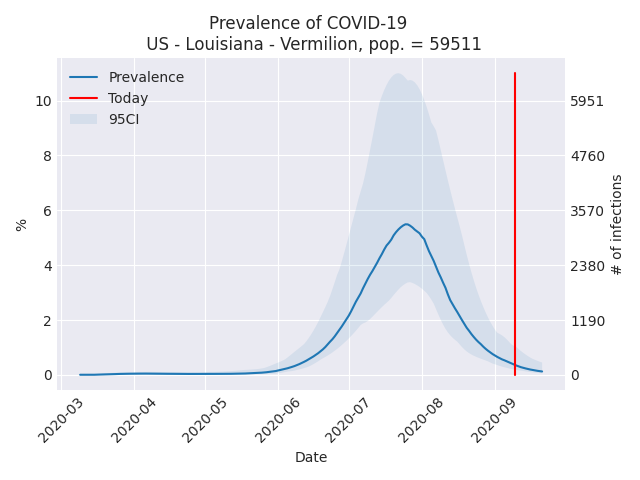 Prevalence of COVID-19
US - Louisiana - Vermilion, pop. = 59511
Prevalence
Today
95CI
%
10
8
6
4
2
0
5951
4760
3570
2380
1190
0
# of infections
2020-03
2020-04
2020-05
2020-06
2020-07
2020-08
2020-09
Date